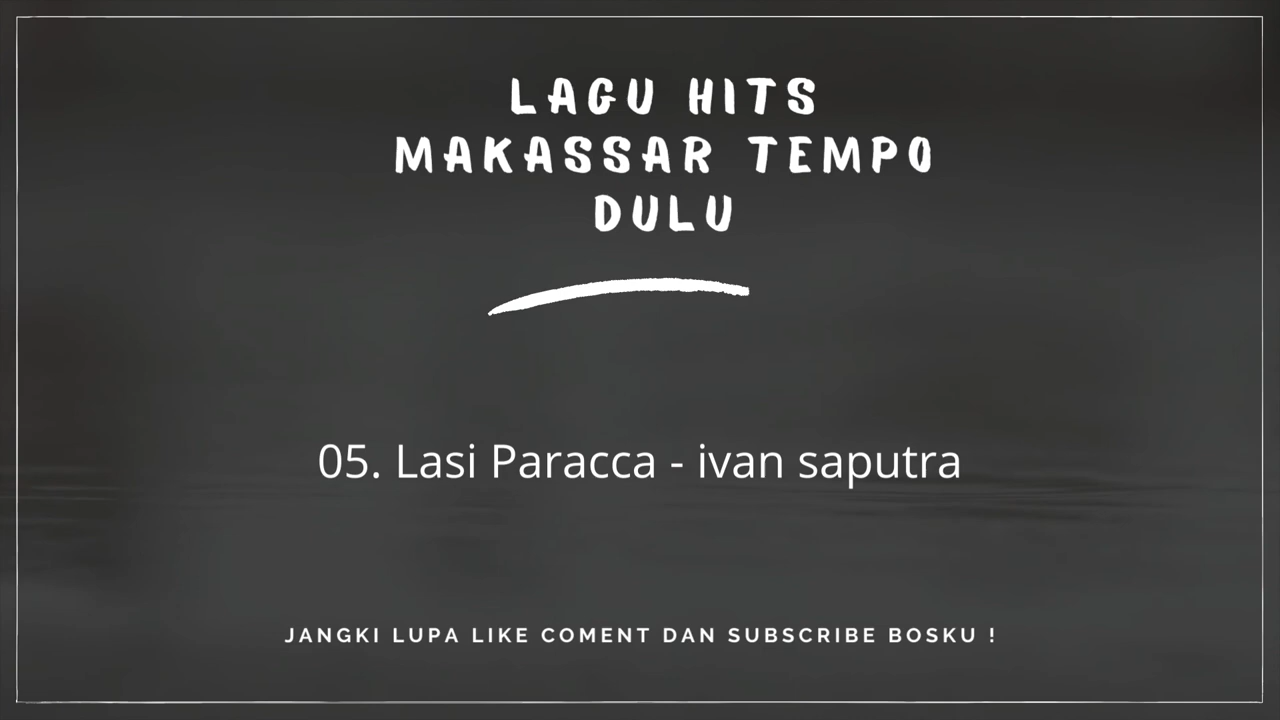 LAGU HITS
MAKASSAR TEMPO
DULU
05. Lasi Paracca - ivan saputra
JANGKI LUPA LIKE COMENT DAN SUBSCRIBE BOSKU !